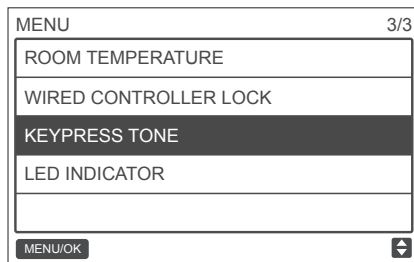 MENU 3/3
ROOM TEMPERATURE
WIRED CONTROLLER LOCK
KEYPRESS TONE
LED INDICATOR
MENU/OK